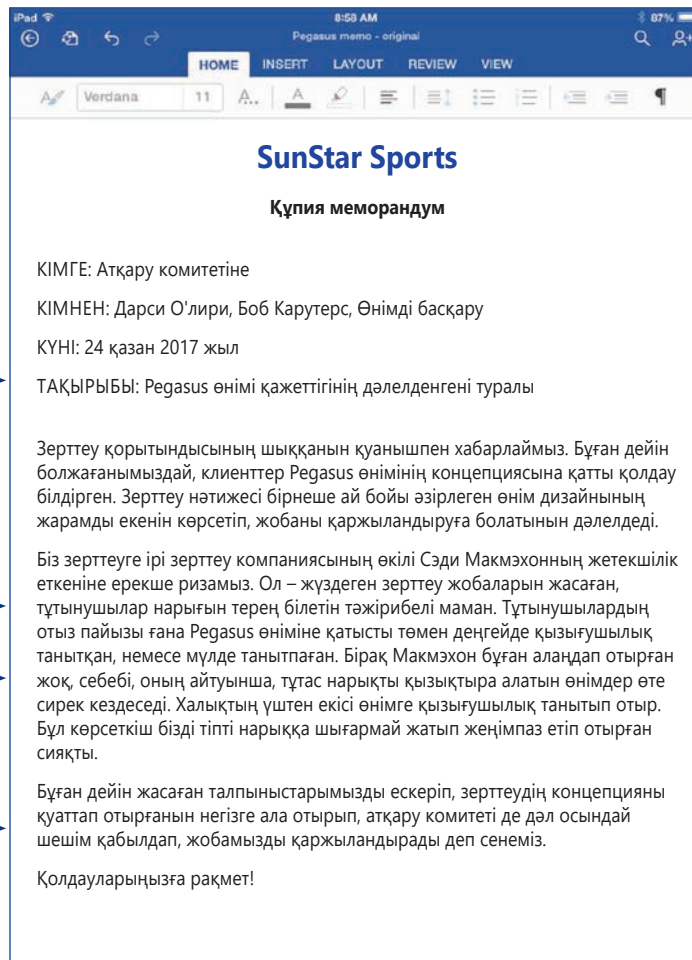 iPad
8:58 AM
87%
Pegasus memo - original
HOME INSERT LAYOUT REVIEW VIEW
Verdana 11 A.. A
SunStar Sports
Құпия меморандум
КІМГЕ: Атқару комитетіне
КІМНЕН: Дарси О'лири, Боб Карутерс, Өнімді басқару
КҮНІ: 24 қазан 2017 жыл
ТАҚЫРЫБЫ: Pegasus өнімі қажеттігінің дәлелденгені туралы
Зерттеу қорытындысының шыққанын қуанышпен хабарлаймыз. Бұған дейін
болжағанымыздай, клиенттер Pegasus өнімінің концепциясына қатты қолдау
білдірген. Зерттеу нәтижесі бірнеше ай бойы әзірлеген өнім дизайнының
жарамды екенін көрсетіп, жобаны қаржыландыруға болатынын дәлелдеді.
Біз зерттеуге ірі зерттеу компаниясының өкілі Сэди Макмэхонның жетекшілік
еткеніне ерекше ризамыз. Ол – жүздеген зерттеу жобаларын жасаған,
тұтынушылар нарығын терең білетін тәжірибелі маман. Тұтынушылардың
отыз пайызы ғана Pegasus өніміне қатысты төмен деңгейде қызығушылық
танытқан, немесе мүлде танытпаған. Бірақ Макмэхон бұған алаңдап отырған
жоқ, себебі, оның айтуынша, тұтас нарықты қызықтыра алатын өнімдер өте
сирек кездеседі. Халықтың үштен екісі өнімге қызығушылық танытып отыр.
Бұл көрсеткіш бізді тіпті нарыққа шығармай жатып жеңімпаз етіп отырған
сияқты.
Бұған дейін жасаған талпыныстарымызды ескеріп, зерттеудің концепцияны
қуаттап отырғанын негізге ала отырып, атқару комитеті де дәл осындай
шешім қабылдап, жобамызды қаржыландырады деп сенеміз.
Қолдауларыңызға рақмет!